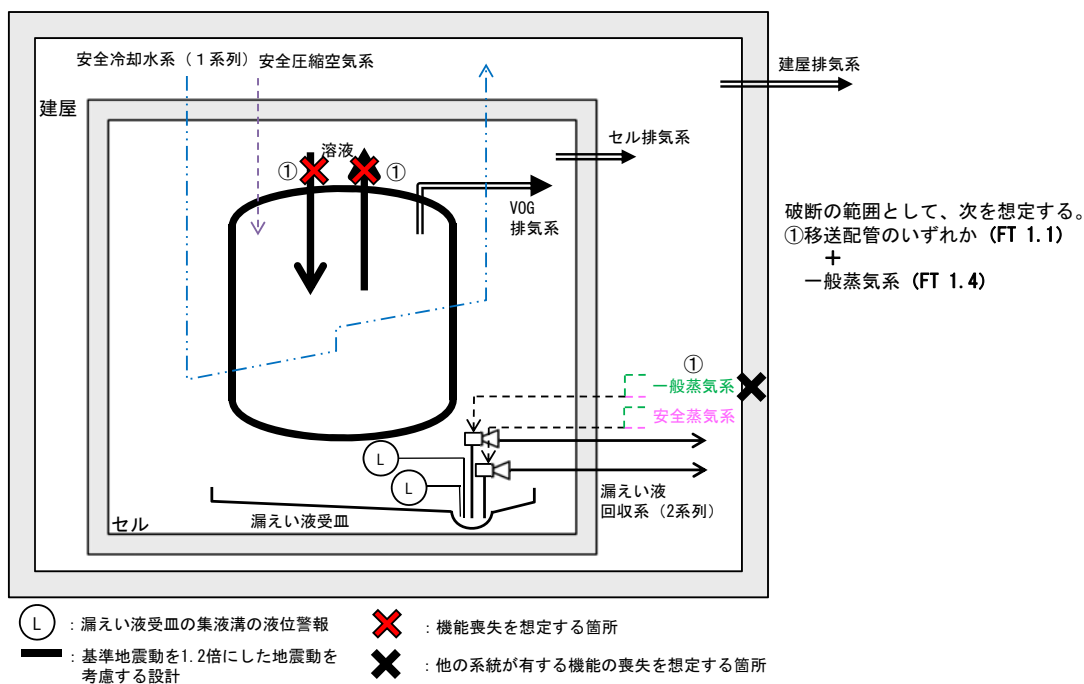 安全冷却水系（１系列）
安全圧縮空気系
建屋排気系
建屋
セル排気系
溶液
①
①
VOG
排気系
破断の範囲として、次を想定する。
①移送配管のいずれか (FT 1.1)
＋
一般蒸気系 (FT 1.4)
①
一般蒸気系
安全蒸気系
L
L
漏えい液
回収系（2系列）
漏えい液受皿
セル
L
：漏えい液受皿の集液溝の液位警報
：機能喪失を想定する箇所
：基準地震動を1.2倍にした地震動を
考慮する設計
：他の系統が有する機能の喪失を想定する箇所